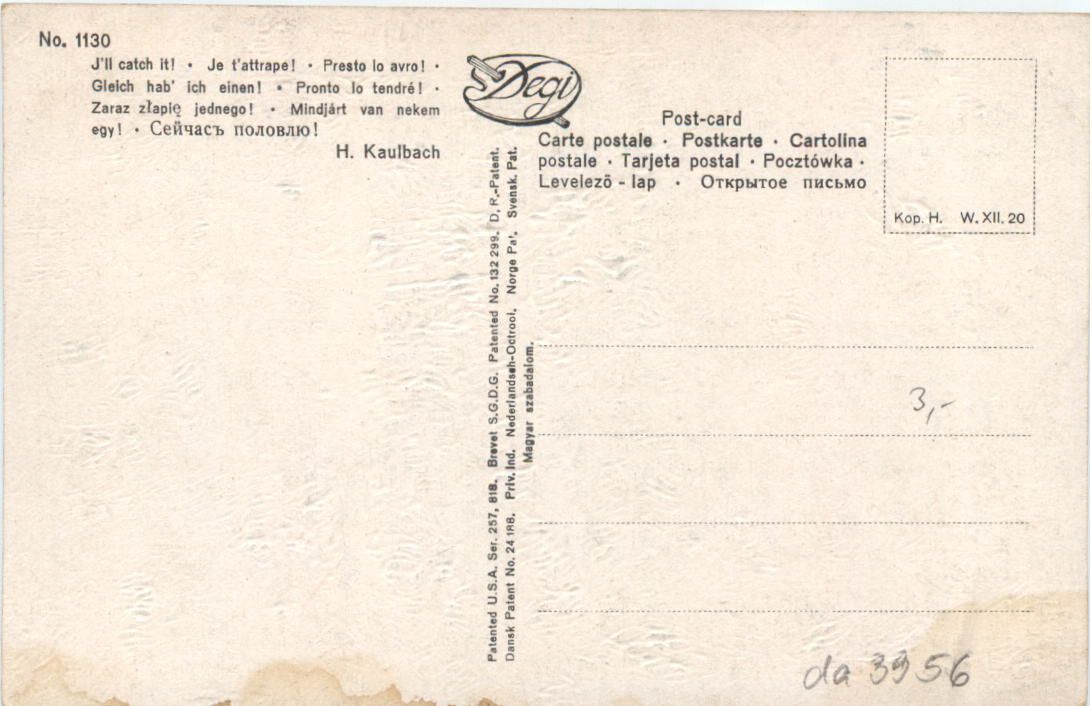 No. 1130
J'll catch it! • Je t'attrape! • Presto lo avro! •
Gleich hab' ich einen! • Pronto lo tendré! •
Zaraz złapię jednego! • Mindjárt van nekem
egy! • Сейчасъ половлю!
H. Kaulbach
Degi
Post-card
Carte postale · Postkarte · Cartolina
postale · Tarjeta postal · Pocztówka ·
Levelezö - lap · Открытое письмо
Kop. H. W. XII. 20
Patented U.S.A. Ser. 257, 818. Brevet S.G.D.G. Patented No. 132 299. D. R.-Patent.
Dansk Patent No. 24 188. Priv. Ind. Nederlandseh-Octrool. Norge Pat. Svensk. Pat.
Magyar szabadalom.
3,-
da 3956